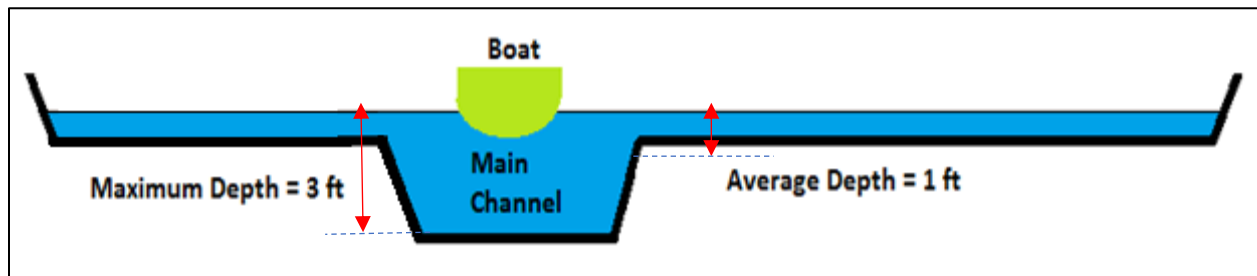 Boat
Main
Channel
Maximum Depth = 3 ft
Average Depth = 1 ft